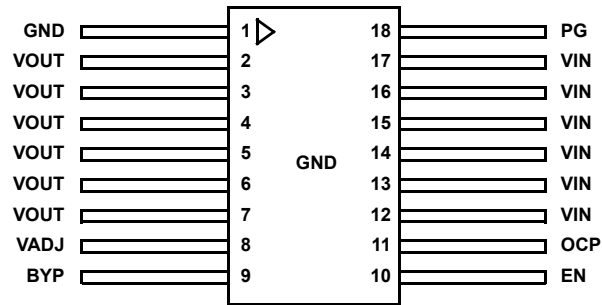 GND 1 18 PG
VOUT 2 17 VIN
VOUT 3 16 VIN
VOUT 4 15 VIN
VOUT 5 14 VIN
GND
VOUT 6 13 VIN
VOUT 7 12 VIN
VADJ 8 11 OCP
BYP 9 10 EN